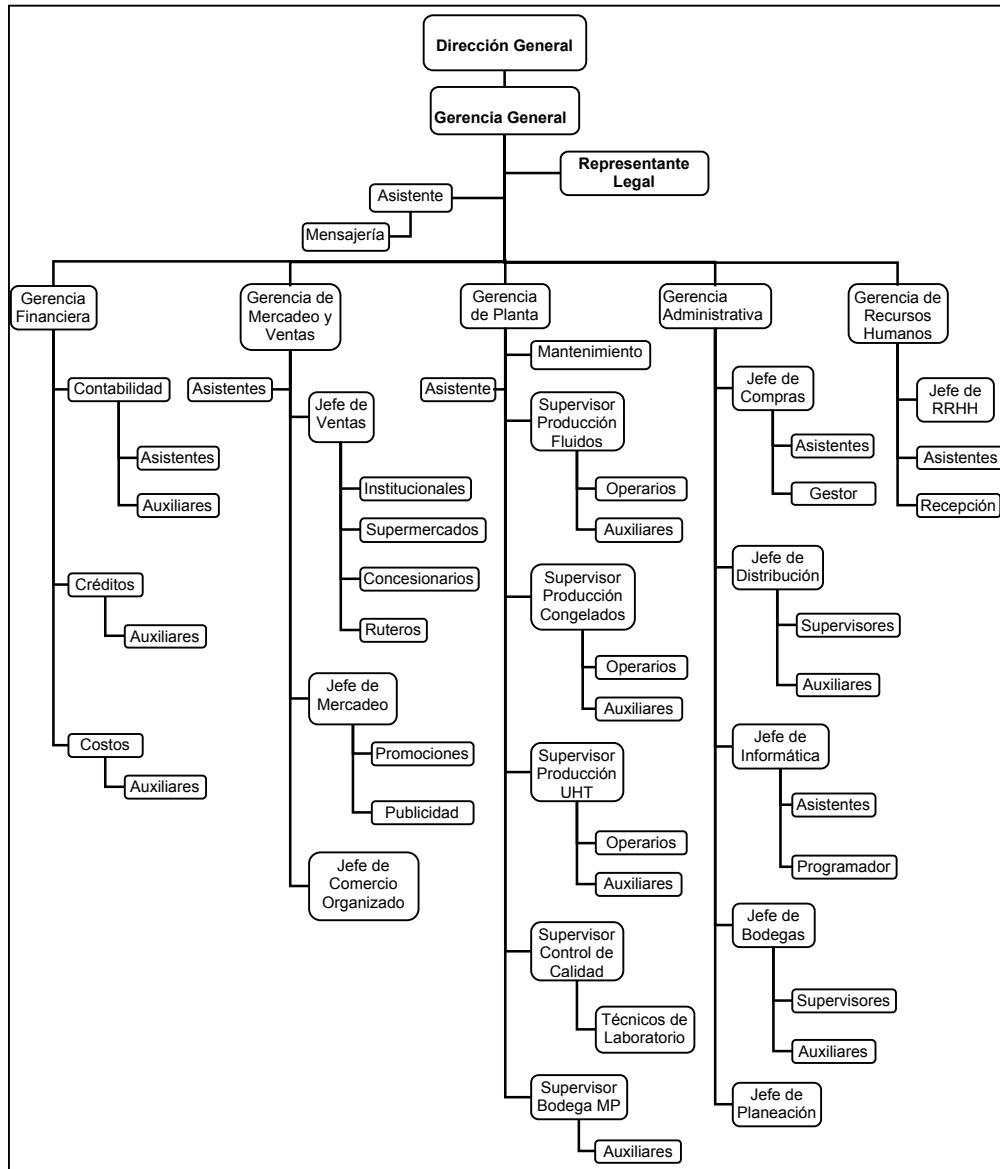 Dirección General
Gerencia General
Representante
Legal
Asistente
Mensajería
Gerencia
Financiera
Contabilidad
Asistentes
Auxiliares
Créditos
Auxiliares
Costos
Auxiliares
Gerencia de
Mercadeo y
Ventas
Asistentes
Jefe de
Ventas
Institucionales
Supermercados
Concesionarios
Ruteros
Jefe de
Mercadeo
Promociones
Publicidad
Jefe de
Comercio
Organizado
Gerencia
de Planta
Mantenimiento
Asistente
Supervisor
Producción
Fluidos
Operarios
Auxiliares
Supervisor
Producción
Congelados
Operarios
Auxiliares
Supervisor
Producción
UHT
Operarios
Auxiliares
Supervisor
Control de
Calidad
Técnicos de
Laboratorio
Supervisor
Bodega MP
Auxiliares
Gerencia
Administrativa
Jefe de
Compras
Asistentes
Gestor
Jefe de
Distribución
Supervisores
Auxiliares
Jefe de
Informática
Asistentes
Programador
Jefe de
Bodegas
Supervisores
Auxiliares
Jefe de
Planeación
Gerencia de
Recursos
Humanos
Jefe de
RRHH
Asistentes
Recepción